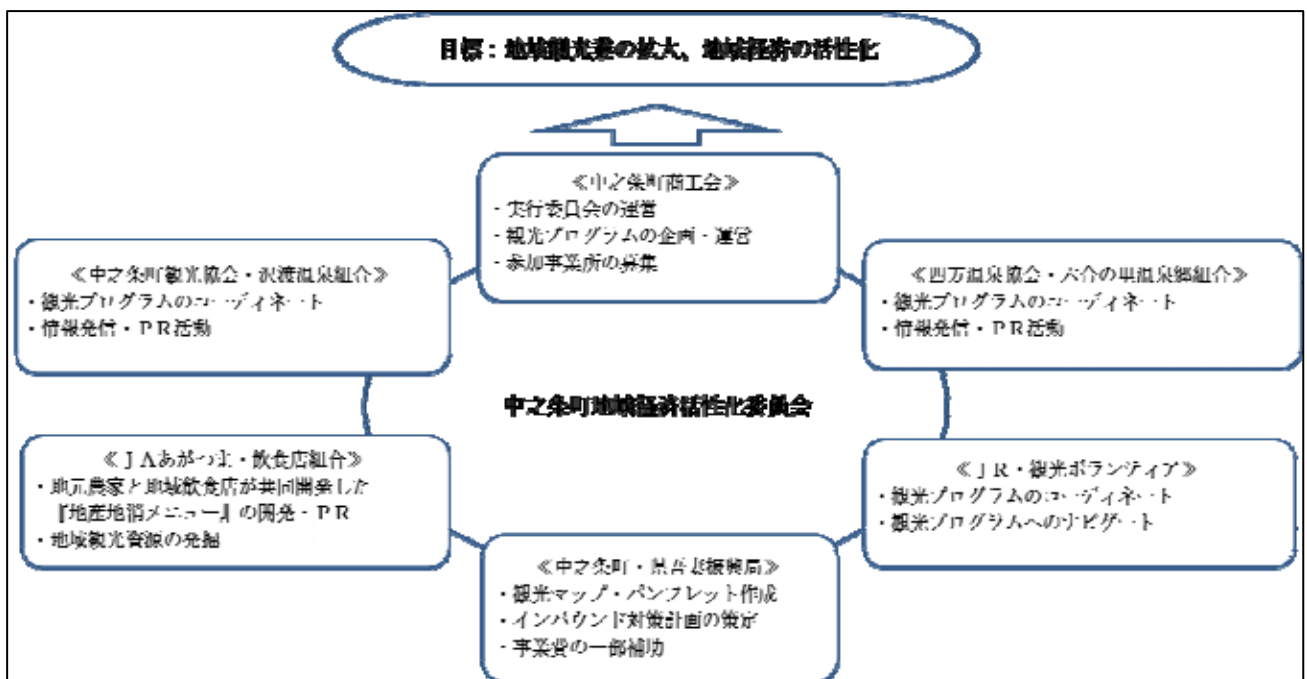 目標：地域観光業の拡大、地域経済の活性化
≪中之条町商工会≫
・実行委員会の運営
・観光プログラムの企画・運営
・参加事業所の募集
≪中之条町観光協会・沢渡温泉組合≫
・観光プログラムのコーディネート
・情報発信・ＰＲ活動
≪四万温泉協会・六合の里温泉郷組合≫
・観光プログラムのコーディネート
・情報発信・ＰＲ活動
中之条町地域経済活性化委員会
≪ＪＡあがつま・飲食店組合≫
・地元農家と地域飲食店が共同開発した
『地産地消メニュー』の開発・ＰＲ
・地域観光資源の発掘
≪ＪＲ・観光ボランティア≫
・観光プログラムのコーディネート
・観光プログラムへのナビゲート
≪中之条町・県吾妻振興局≫
・観光マップ・パンフレット作成
・インバウンド対策計画の策定
・事業費の一部補助